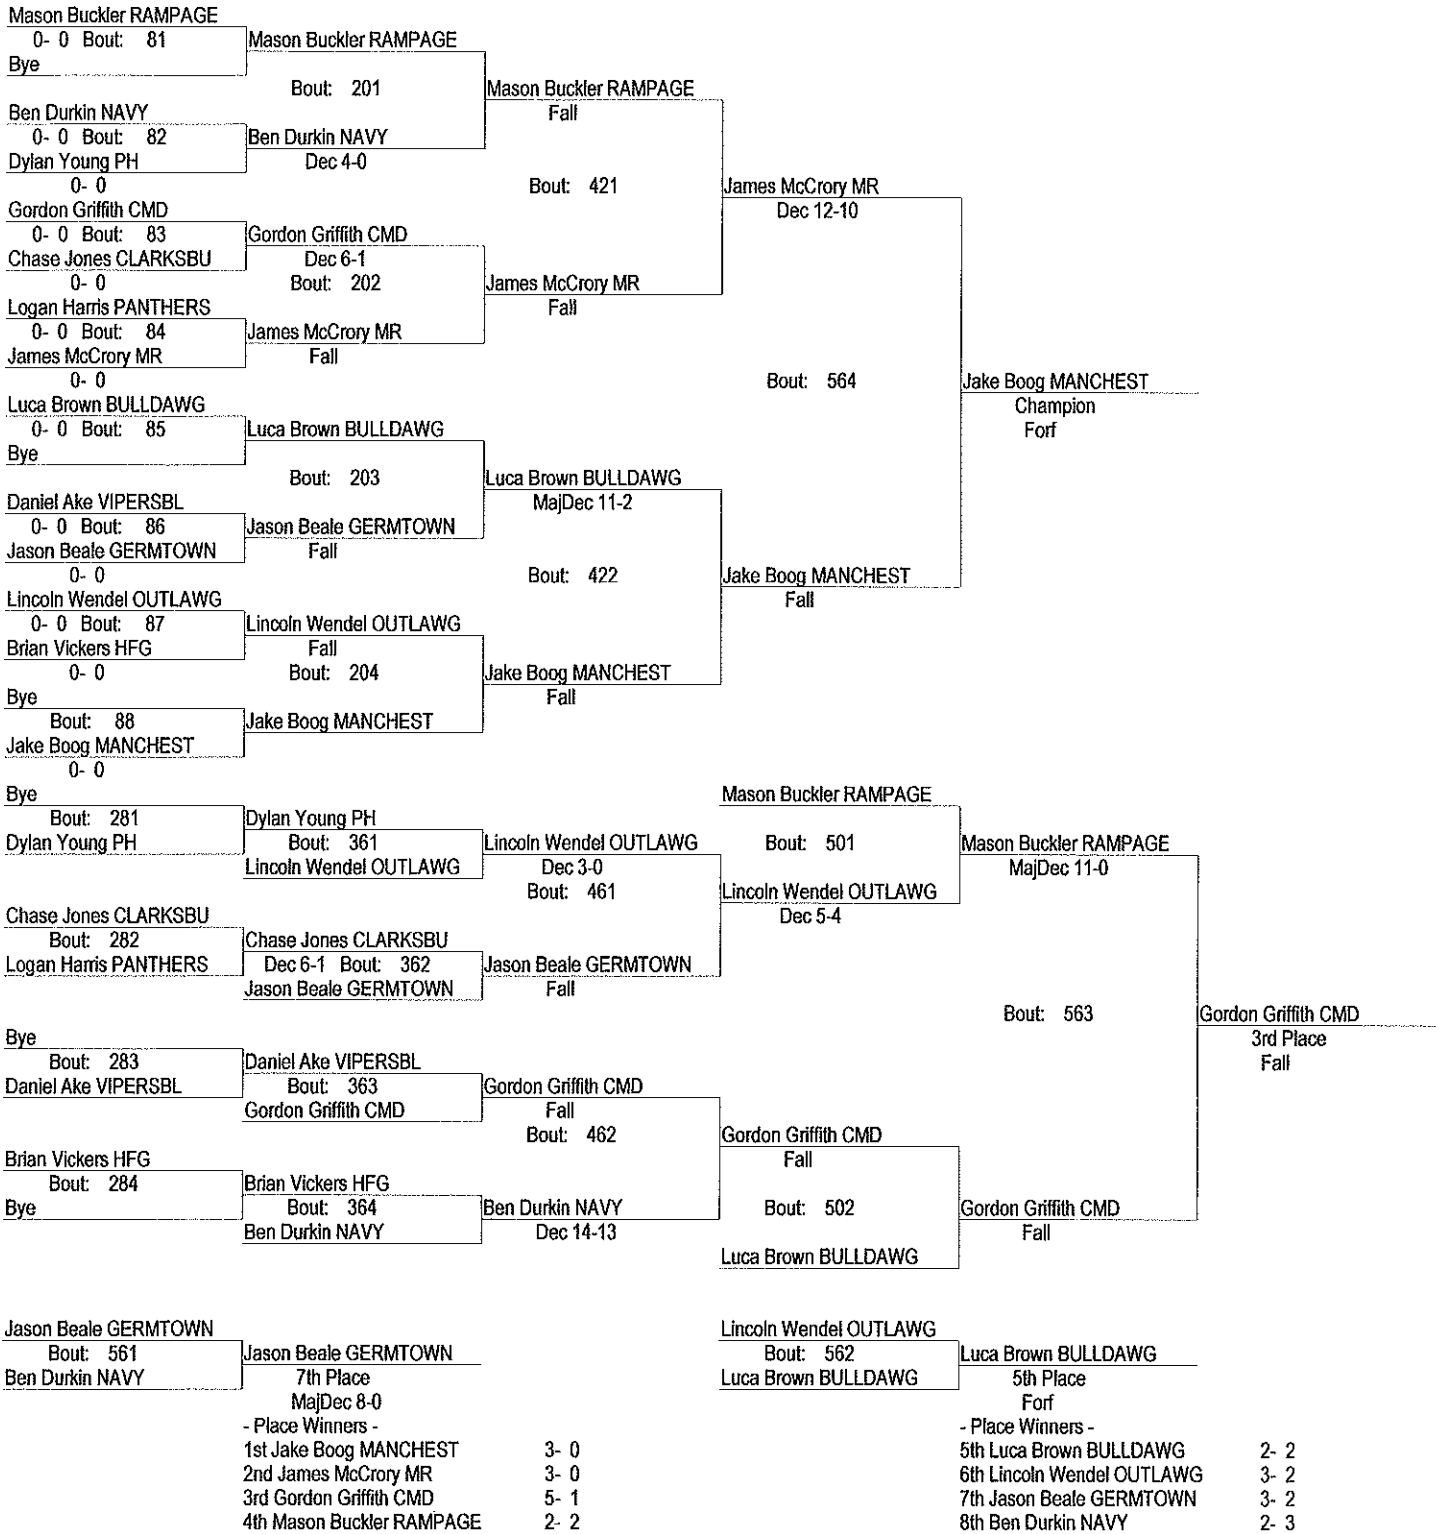 Mason Buckler RAMPAGE
0- 0 Bout: 81
Mason Buckler RAMPAGE
Bye
Bout: 201
Mason Buckler RAMPAGE
Fall
Ben Durkin NAVY
0- 0 Bout: 82
Ben Durkin NAVY
Dylan Young PH
Dec 4-0
0- 0
Bout: 421
James McCrory MR
Dec 12-10
Gordon Griffith CMD
0- 0 Bout: 83
Gordon Griffith CMD
Chase Jones CLARKSBU
Dec 6-1
0- 0
Bout: 202
James McCrory MR
Fall
Logan Harris PANTHERS
0- 0 Bout: 84
James McCrory MR
James McCrory MR
Fall
0- 0
Bout: 564
Jake Boog MANCHEST
Champion
Forf
Luca Brown BULLDAWG
0- 0 Bout: 85
Luca Brown BULLDAWG
Bye
Bout: 203
Luca Brown BULLDAWG
MajDec 11-2
Daniel Ake VIPERSBL
0- 0 Bout: 86
Jason Beale GERMTOWN
Jason Beale GERMTOWN
Fall
0- 0
Bout: 422
Jake Boog MANCHEST
Fall
Lincoln Wendel OUTLAWG
0- 0 Bout: 87
Lincoln Wendel OUTLAWG
Brian Vickers HFG
Fall
0- 0
Bout: 204
Jake Boog MANCHEST
Fall
Bye
Bout: 88
Jake Boog MANCHEST
Jake Boog MANCHEST
0- 0
Bye
Bout: 281
Dylan Young PH
Dylan Young PH
Bout: 361
Lincoln Wendel OUTLAWG
Lincoln Wendel OUTLAWG
Dec 3-0
Bout: 461
Mason Buckler RAMPAGE
Bout: 501
Mason Buckler RAMPAGE
MajDec 11-0
Lincoln Wendel OUTLAWG
Dec 5-4
Chase Jones CLARKSBU
Bout: 282
Chase Jones CLARKSBU
Logan Harris PANTHERS
Dec 6-1 Bout: 362
Jason Beale GERMTOWN
Jason Beale GERMTOWN
Fall
Bout: 563
Gordon Griffith CMD
3rd Place
Fall
Bye
Bout: 283
Daniel Ake VIPERSBL
Daniel Ake VIPERSBL
Bout: 363
Gordon Griffith CMD
Gordon Griffith CMD
Fall
Bout: 462
Gordon Griffith CMD
Fall
Brian Vickers HFG
Bout: 284
Brian Vickers HFG
Bye
Bout: 364
Ben Durkin NAVY
Ben Durkin NAVY
Dec 14-13
Bout: 502
Gordon Griffith CMD
Fall
Luca Brown BULLDAWG
Jason Beale GERMTOWN
Bout: 561
Jason Beale GERMTOWN
Ben Durkin NAVY
7th Place
MajDec 8-0
Lincoln Wendel OUTLAWG
Bout: 562
Luca Brown BULLDAWG
Luca Brown BULLDAWG
5th Place
Forf
- Place Winners -
1st Jake Boog MANCHEST 3- 0
2nd James McCrory MR 3- 0
3rd Gordon Griffith CMD 5- 1
4th Mason Buckler RAMPAGE 2- 2
- Place Winners -
5th Luca Brown BULLDAWG 2- 2
6th Lincoln Wendel OUTLAWG 3- 2
7th Jason Beale GERMTOWN 3- 2
8th Ben Durkin NAVY 2- 3